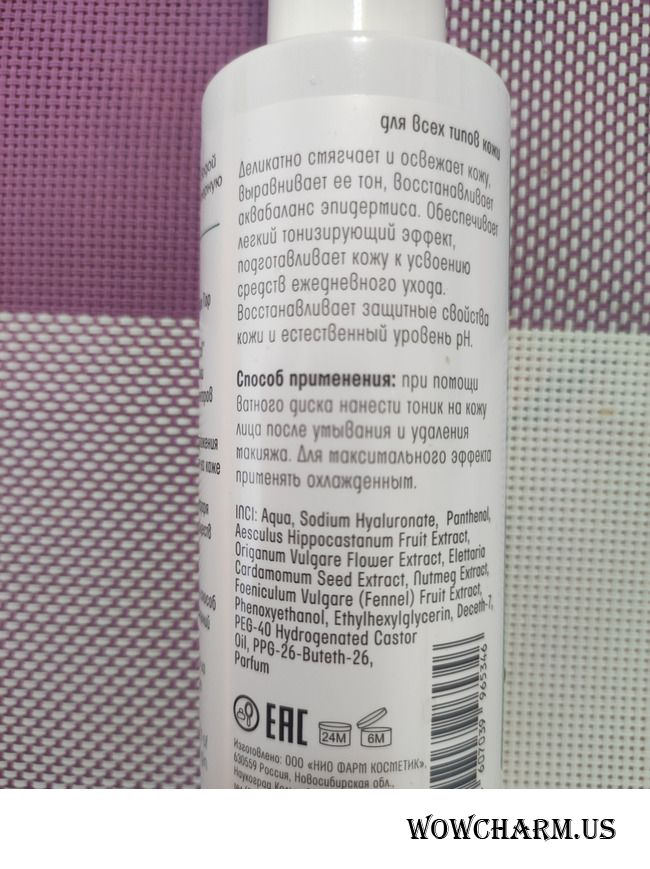 для всех типов кожи
Деликатно смягчает и освежает кожу,
выравнивает ее тон, восстанавливает
аквабаланс эпидермиса. Обеспечивает
легкий тонизирующий эффект,
подготавливает кожу к усвоению
средств ежедневного ухода.
Восстанавливает защитные свойства
кожи и естественный уровень pH.
Способ применения: при помощи
ватного диска нанести тоник на кожу
лица после умывания и удаления
макияжа. Для максимального эффекта
применять охлажденным.
INCI: Aqua, Sodium Hyaluronate, Panthenol,
Aesculus Hippocastanum Fruit Extract,
Origanum Vulgare Flower Extract, Elettaria
Cardamomum Seed Extract, Nutmeg Extract,
Foeniculum Vulgare (Fennel) Fruit Extract,
Phenoxyethanol, Ethylhexylglycerin, Deceth-7,
PEG-40 Hydrogenated Castor
Oil, PPG-26-Buteth-26,
Parfum
EAC
24M
6M
607039 965346
Изготовлено: ООО «НИО ФАРМ КОСМЕТИК».
630559 Россия, Новосибирская обл.,
Наукоград
WOWCHARM.US